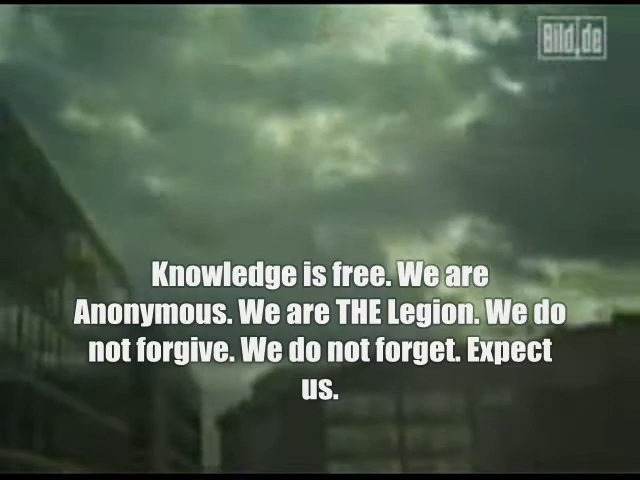 Bild.de
Knowledge is free. We are
Anonymous. We are THE Legion. We do
not forgive. We do not forget. Expect
us.